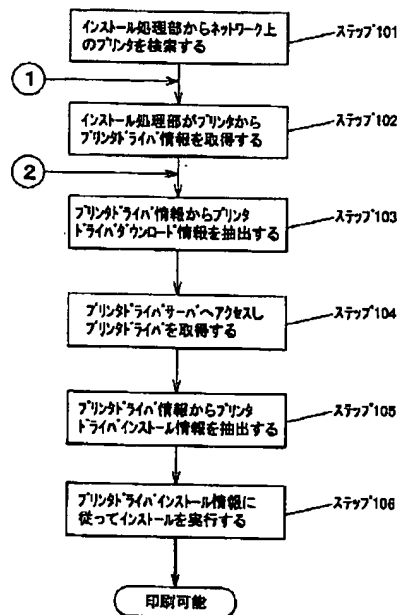 インストール処理部からネットワーク上
のプリンタを検索する
ステップ101
1
インストール処理部がプリンタから
プリンタドライバ情報を取得する
ステップ102
2
プリンタドライバ情報からプリンタ
ドライバダウンロード情報を抽出する
ステップ103
プリンタドライバサーバへアクセスし
プリンタドライバを取得する
ステップ104
プリンタドライバ情報からプリンタ
ドライバインストール情報を抽出する
ステップ105
プリンタドライバインストール情報に
従ってインストールを実行する
ステップ106
印刷可能